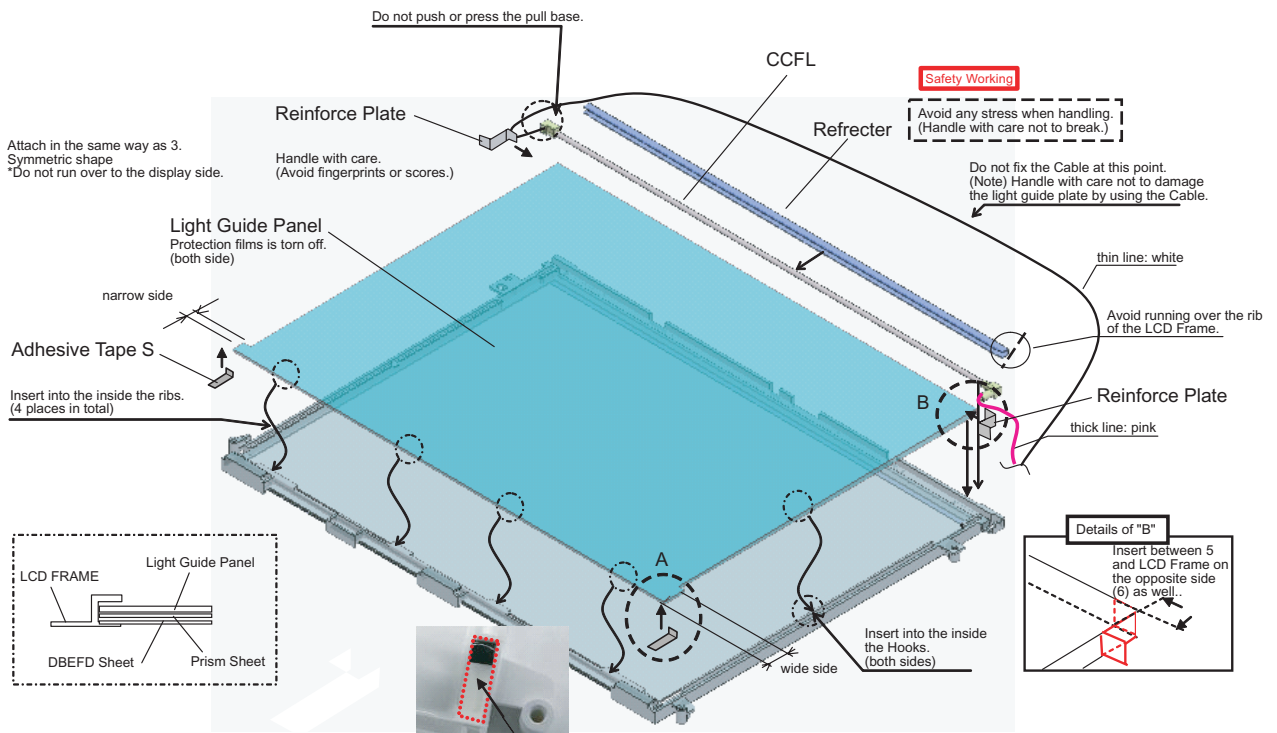 Do not push or press the pull base.
CCFL
Safety Working
Reinforce Plate
Refrecter
Avoid any stress when handling.
(Handle with care not to break.)
Attach in the same way as 3.
Symmetric shape
*Do not run over to the display side.
Handle with care.
(Avoid fingerprints or scores.)
Do not fix the Cable at this point.
(Note) Handle with care not to damage
the light guide plate by using the Cable.
Light Guide Panel
Protection films is torn off.
(both side)
thin line: white
narrow side
Avoid running over the rib
of the LCD Frame.
Adhesive Tape S
Insert into the inside the ribs.
(4 places in total)
B
Reinforce Plate
thick line: pink
Details of "B"
Insert between 5
and LCD Frame on
the opposite side
(6) as well..
A
LCD FRAME
Light Guide Panel
DBEFD Sheet
Prism Sheet
Insert into the inside
the Hooks.
(both sides)
wide side